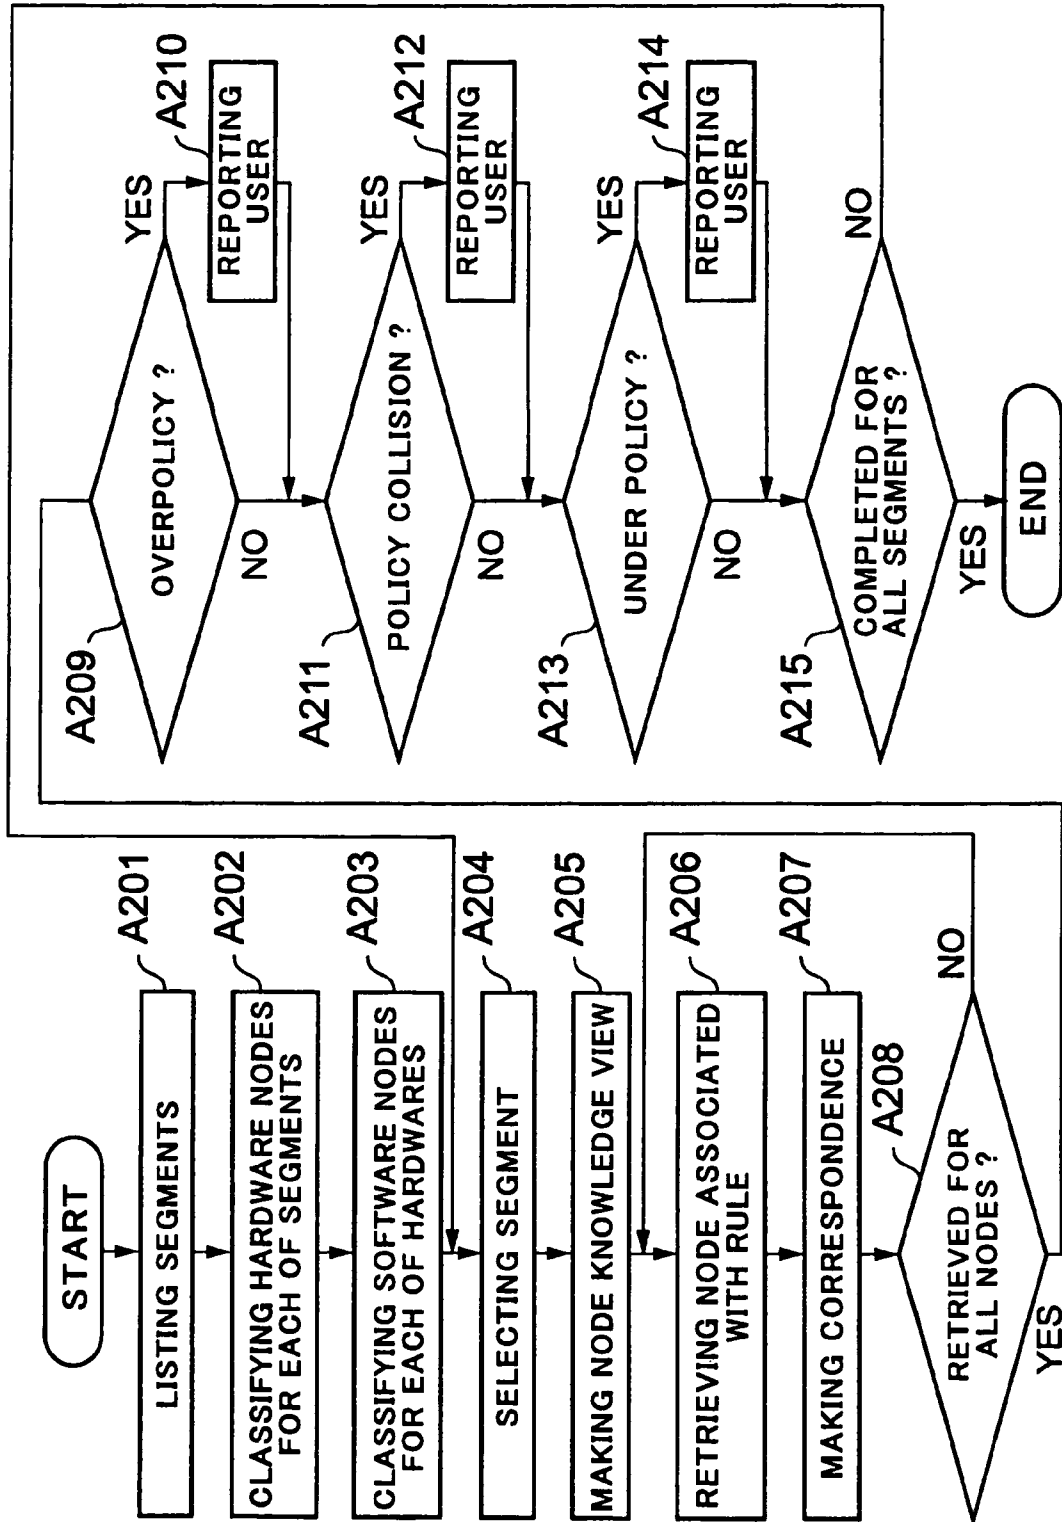 START
LISTING SEGMENTS
A201
CLASSIFYING HARDWARE NODES
FOR EACH OF SEGMENTS
A202
CLASSIFYING SOFTWARE NODES
FOR EACH OF HARDWARES
A203
SELECTING SEGMENT
A204
MAKING NODE KNOWLEDGE VIEW
A205
RETRIEVING NODE ASSOCIATED
WITH RULE
A206
MAKING CORRESPONDENCE
A207
RETRIEVED FOR
ALL NODES ?
A208
NO
YES
A209
OVERPOLICY ?
YES
NO
A210
REPORTING
USER
A211
POLICY COLLISION ?
YES
NO
A212
REPORTING
USER
A213
UNDER POLICY ?
YES
NO
A214
REPORTING
USER
A215
COMPLETED FOR
ALL SEGMENTS ?
NO
YES
END